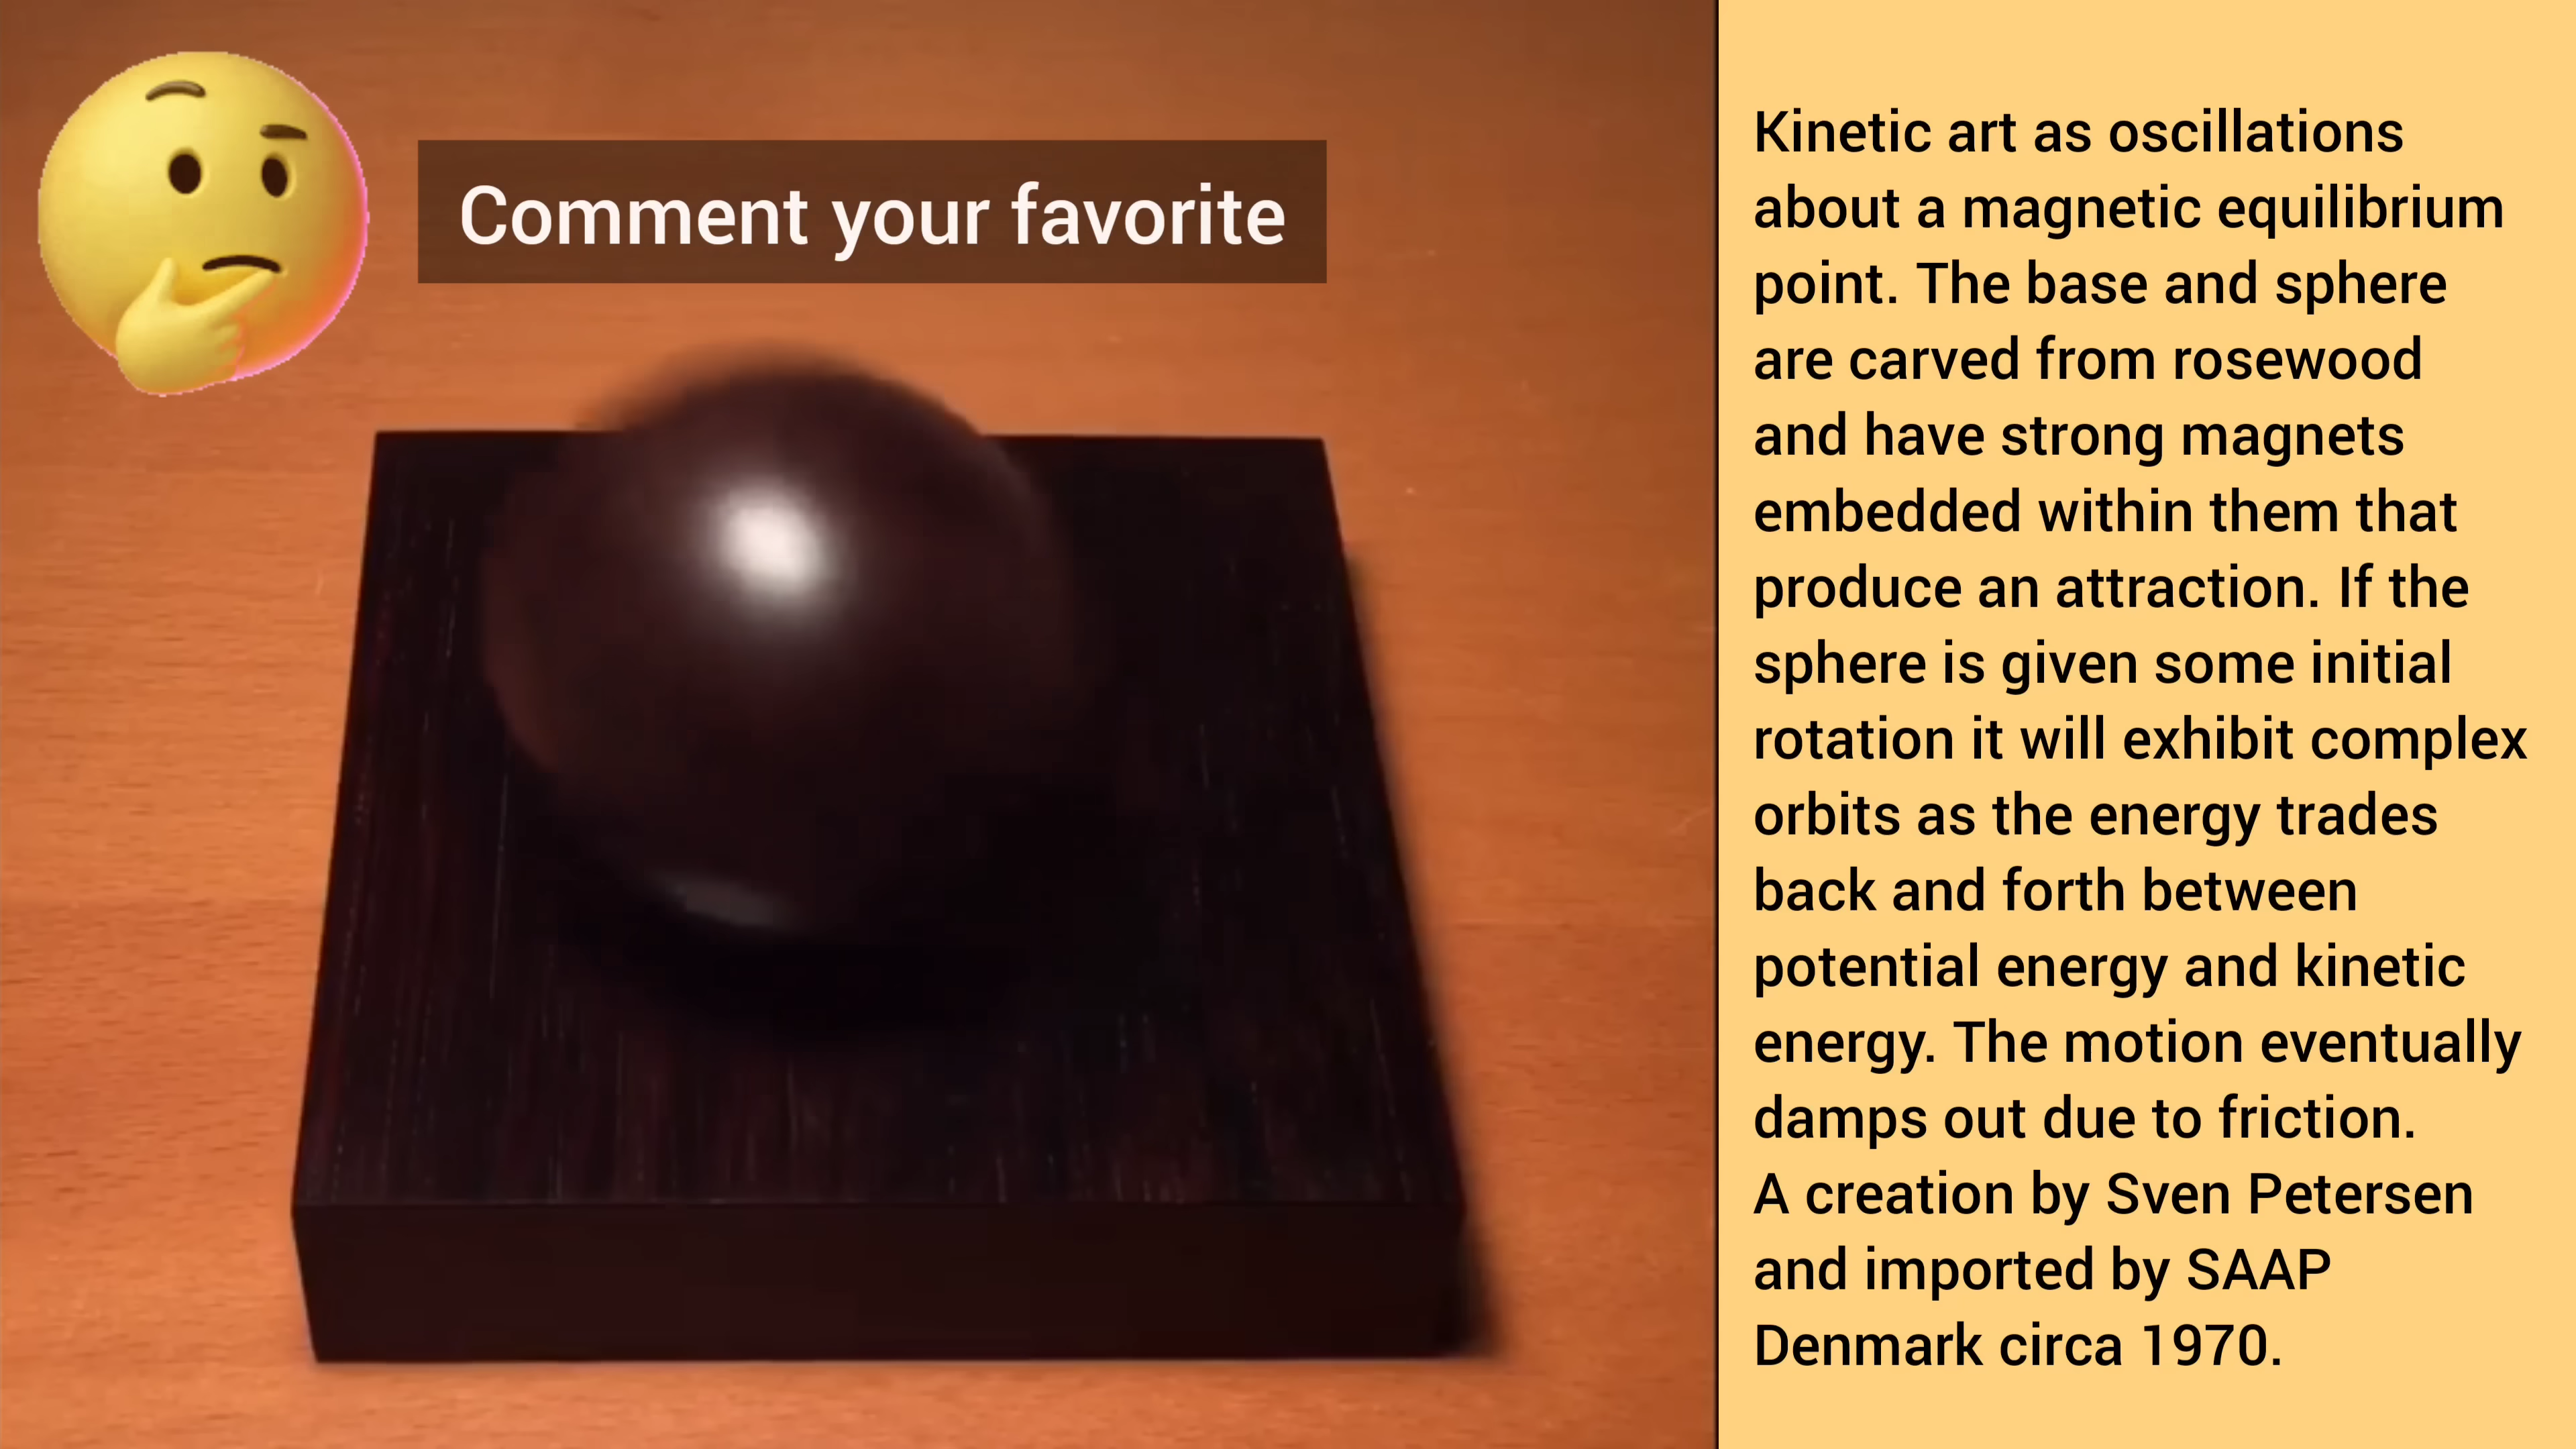 Comment your favorite
Kinetic art as oscillations
about a magnetic equilibrium
point. The base and sphere
are carved from rosewood
and have strong magnets
embedded within them that
produce an attraction. If the
sphere is given some initial
rotation it will exhibit complex
orbits as the energy trades
back and forth between
potential energy and kinetic
energy. The motion eventually
damps out due to friction.
A creation by Sven Petersen
and imported by SAAP
Denmark circa 1970.